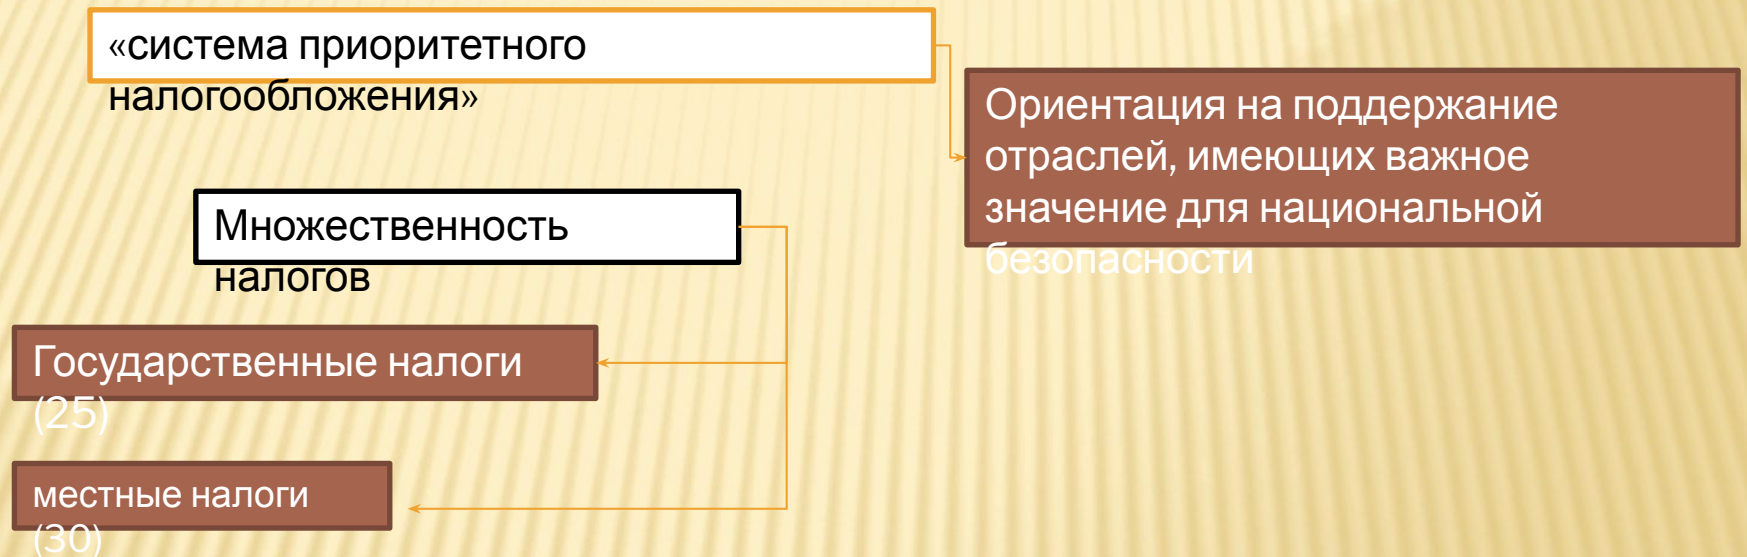 «система приоритетного
налогообложения»
Ориентация на поддержание
отраслей, имеющих важное
значение для национальной
безопасности
Множественность
налогов
Государственные налоги
(25)
местные налоги
(30)